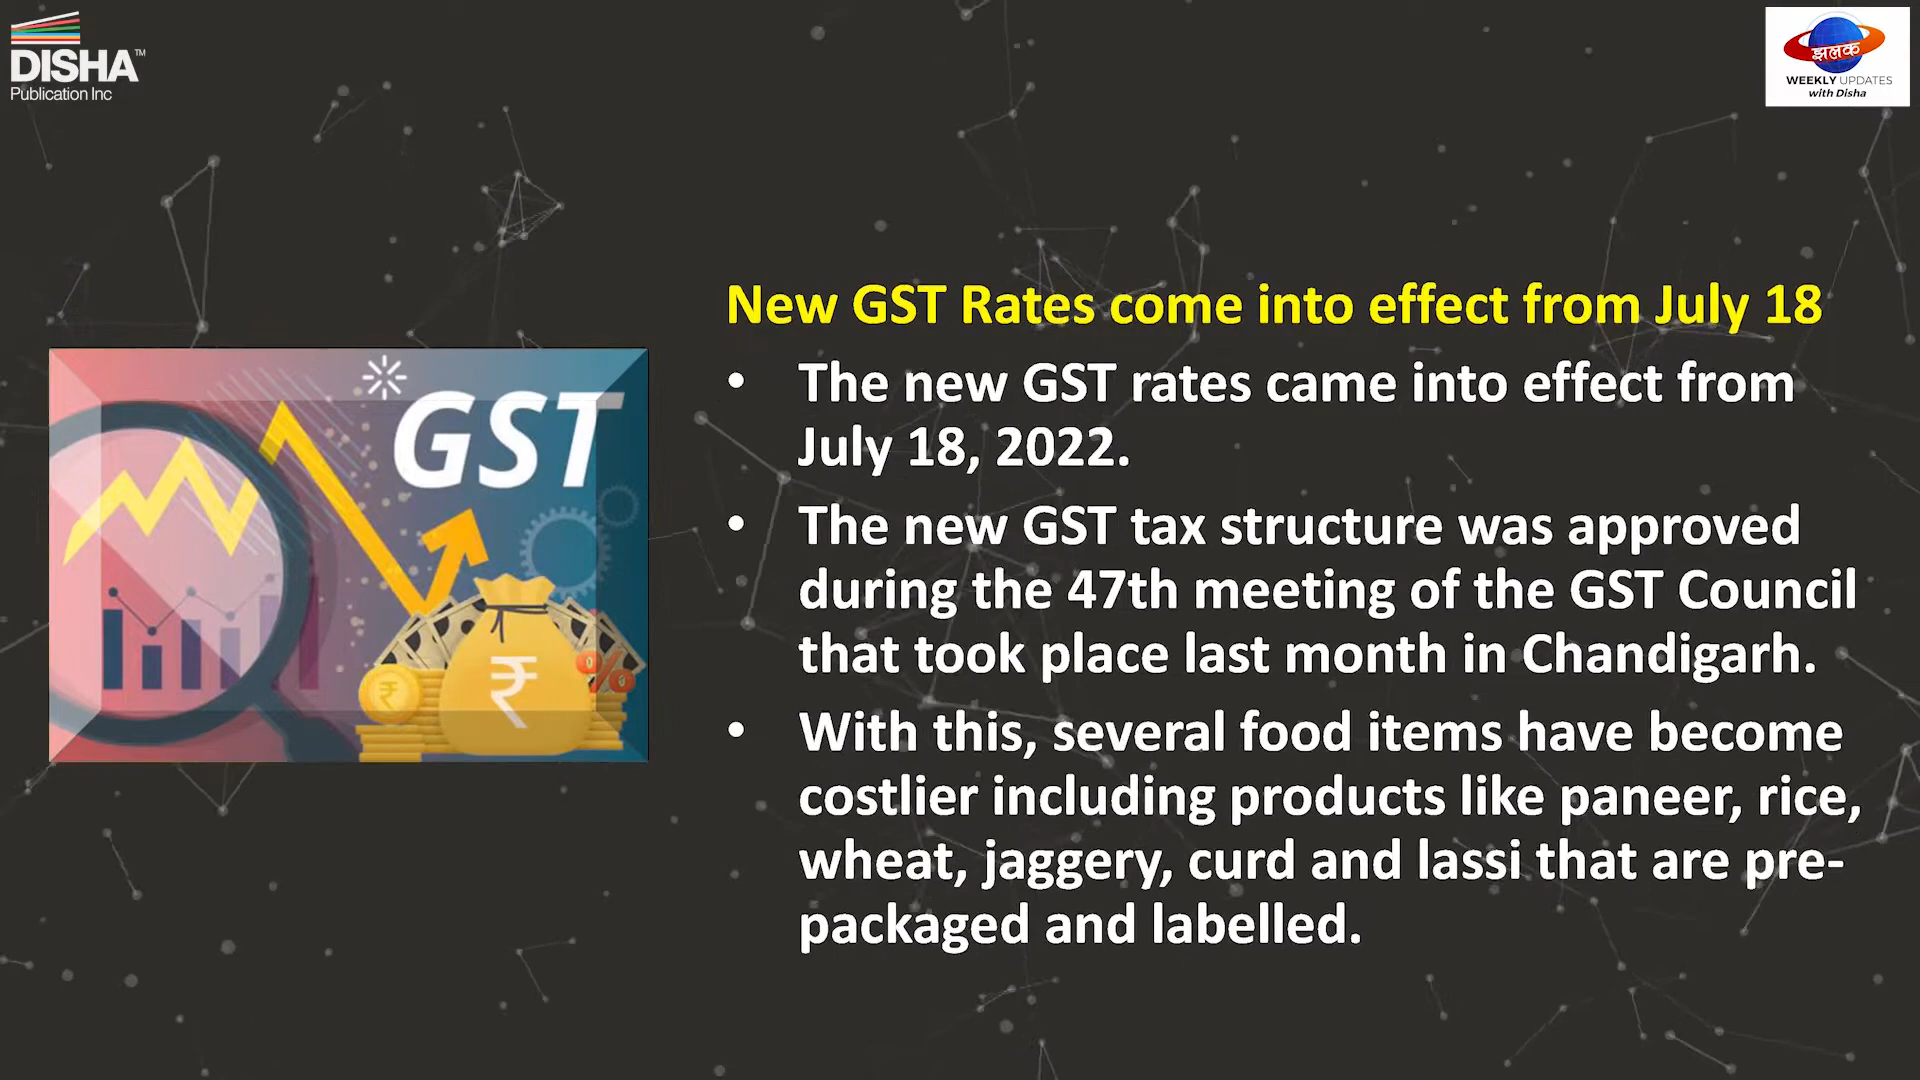 DISHA™
Publication Inc
झलक
WEEKLY UPDATES
with Disha
GST
₹
₹
%
New GST Rates come into effect from July 18
• The new GST rates came into effect from
July 18, 2022.
• The new GST tax structure was approved
during the 47th meeting of the GST Council
that took place last month in Chandigarh.
• With this, several food items have become
costlier including products like paneer, rice,
wheat, jaggery, curd and lassi that are pre-
packaged and labelled.